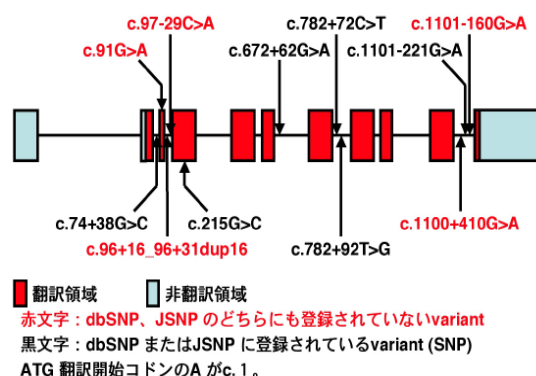 c.97-29C>A
c.782+72C>T
c.1101-160G>A
c.91G>A
c.672+62G>A
c.1101-221G>A
c.74+38G>C
c.215G>C
c.1100+410G>A
c.96+16_96+31dup16
c.782+92T>G
翻訳領域
非翻訳領域
赤文字：dbSNP、JSNP のどちらにも登録されていないvariant
黒文字：dbSNP またはJSNP に登録されているvariant (SNP)
ATG 翻訳開始コドンのA がc. 1 。